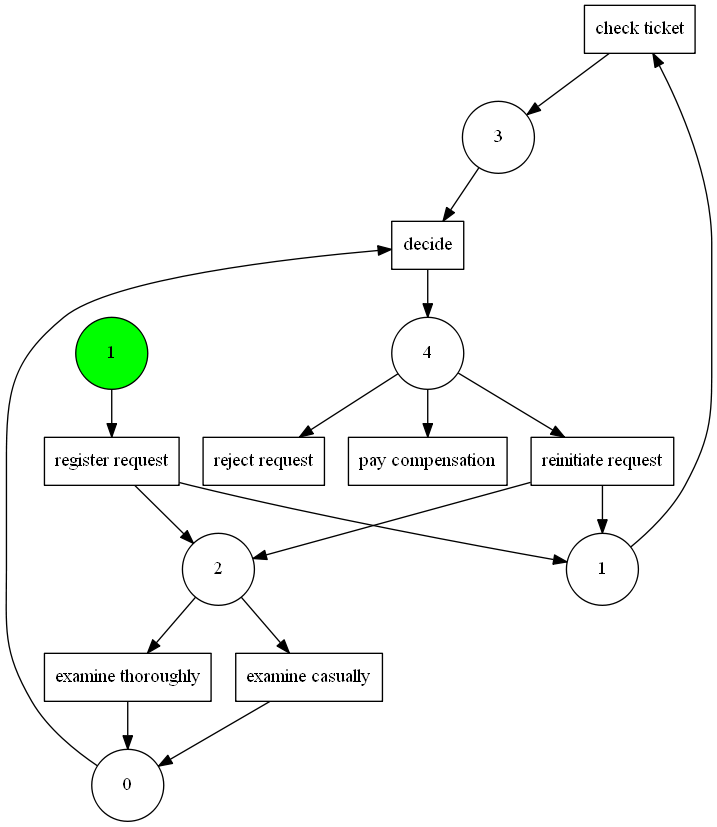 check ticket
3
decide
1
4
register request
reject request
pay compensation
reinitiate request
2
1
examine thoroughly
examine casually
0